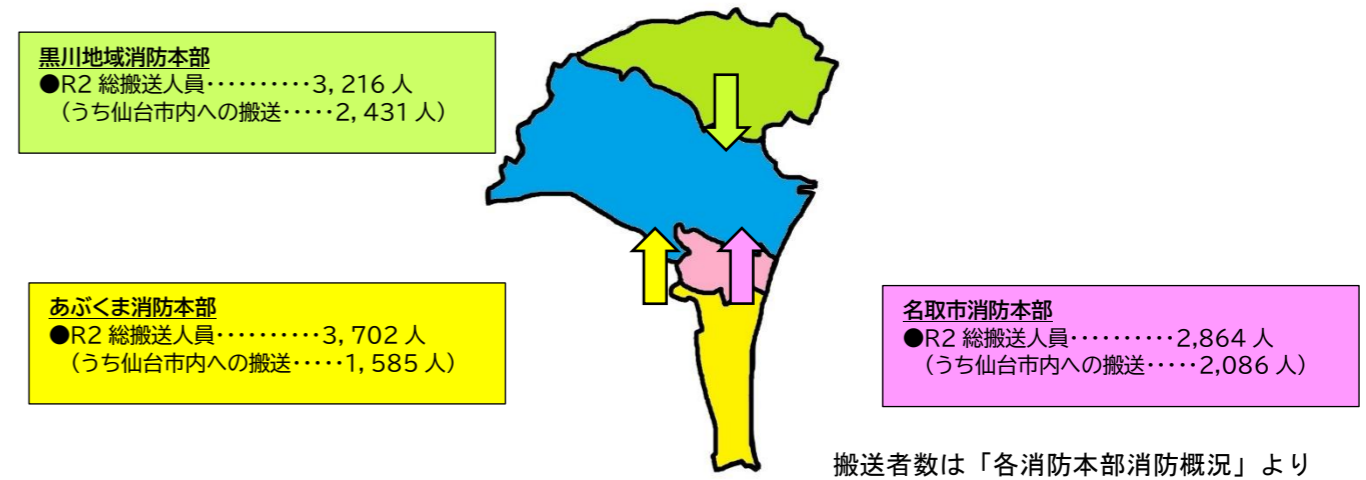 黒川地域消防本部
●R2 総搬送人員‥‥‥‥‥3, 216 人
(うち仙台市内への搬送‥‥・2, 431 人)
あぶくま消防本部
●R2 総搬送人員‥‥‥‥‥3, 702 人
(うち仙台市内への搬送‥‥・1, 585 人)
名取市消防本部
●R2 総搬送人員‥‥‥‥‥2,864 人
(うち仙台市内への搬送‥‥・2,086 人)
搬送者数は「各消防本部消防概況」より